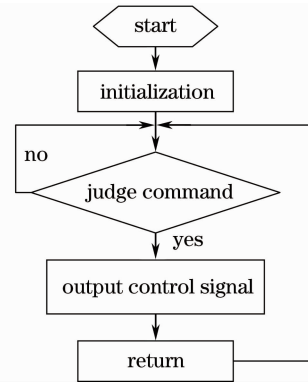 start
initialization
no
judge command
yes
output control signal
return